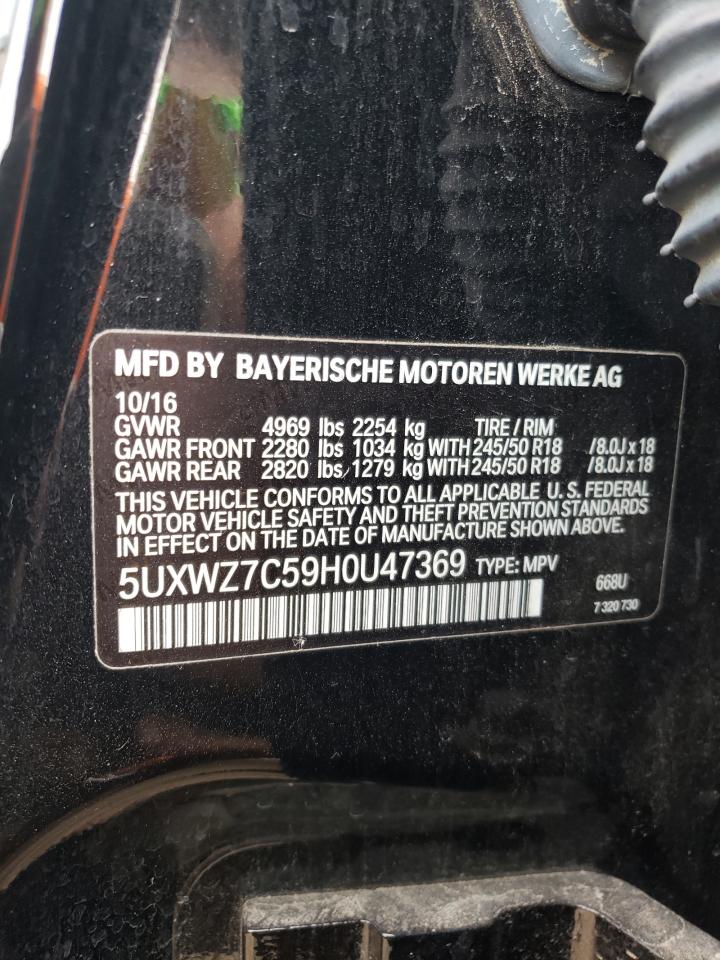 MFD BY BAYERISCHE MOTOREN WERKE AG
10/16
GVWR 4969 lbs 2254 kg TIRE / RIM
GAWR FRONT 2280 lbs 1034 kg WITH 245/50 R18 /8.0J x 18
GAWR REAR 2820 lbs 1279 kg WITH 245/50 R18 /8.0J x 18
THIS VEHICLE CONFORMS TO ALL APPLICABLE U. S. FEDERAL
MOTOR VEHICLE SAFETY AND THEFT PREVENTION STANDARDS
IN EFFECT ON THE DATE OF MANUFACTURE SHOWN ABOVE.
5UXWZ7C59H0U47369 TYPE: MPV
668U
7 320 730